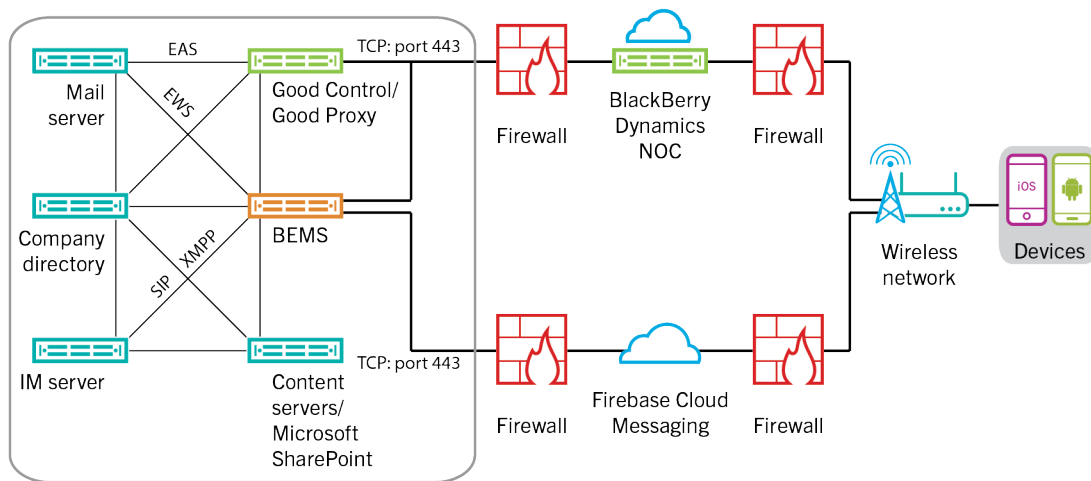 EAS
TCP: port 443
Mail
server
EWS
Good Control/
Good Proxy
Firewall
BlackBerry
Dynamics
NOC
Firewall
iOS
Company
directory
XMPP
SIP
BEMS
Wireless
network
Devices
TCP: port 443
IM server
Content
servers/
Microsoft
SharePoint
Firewall
Firebase Cloud
Messaging
Firewall